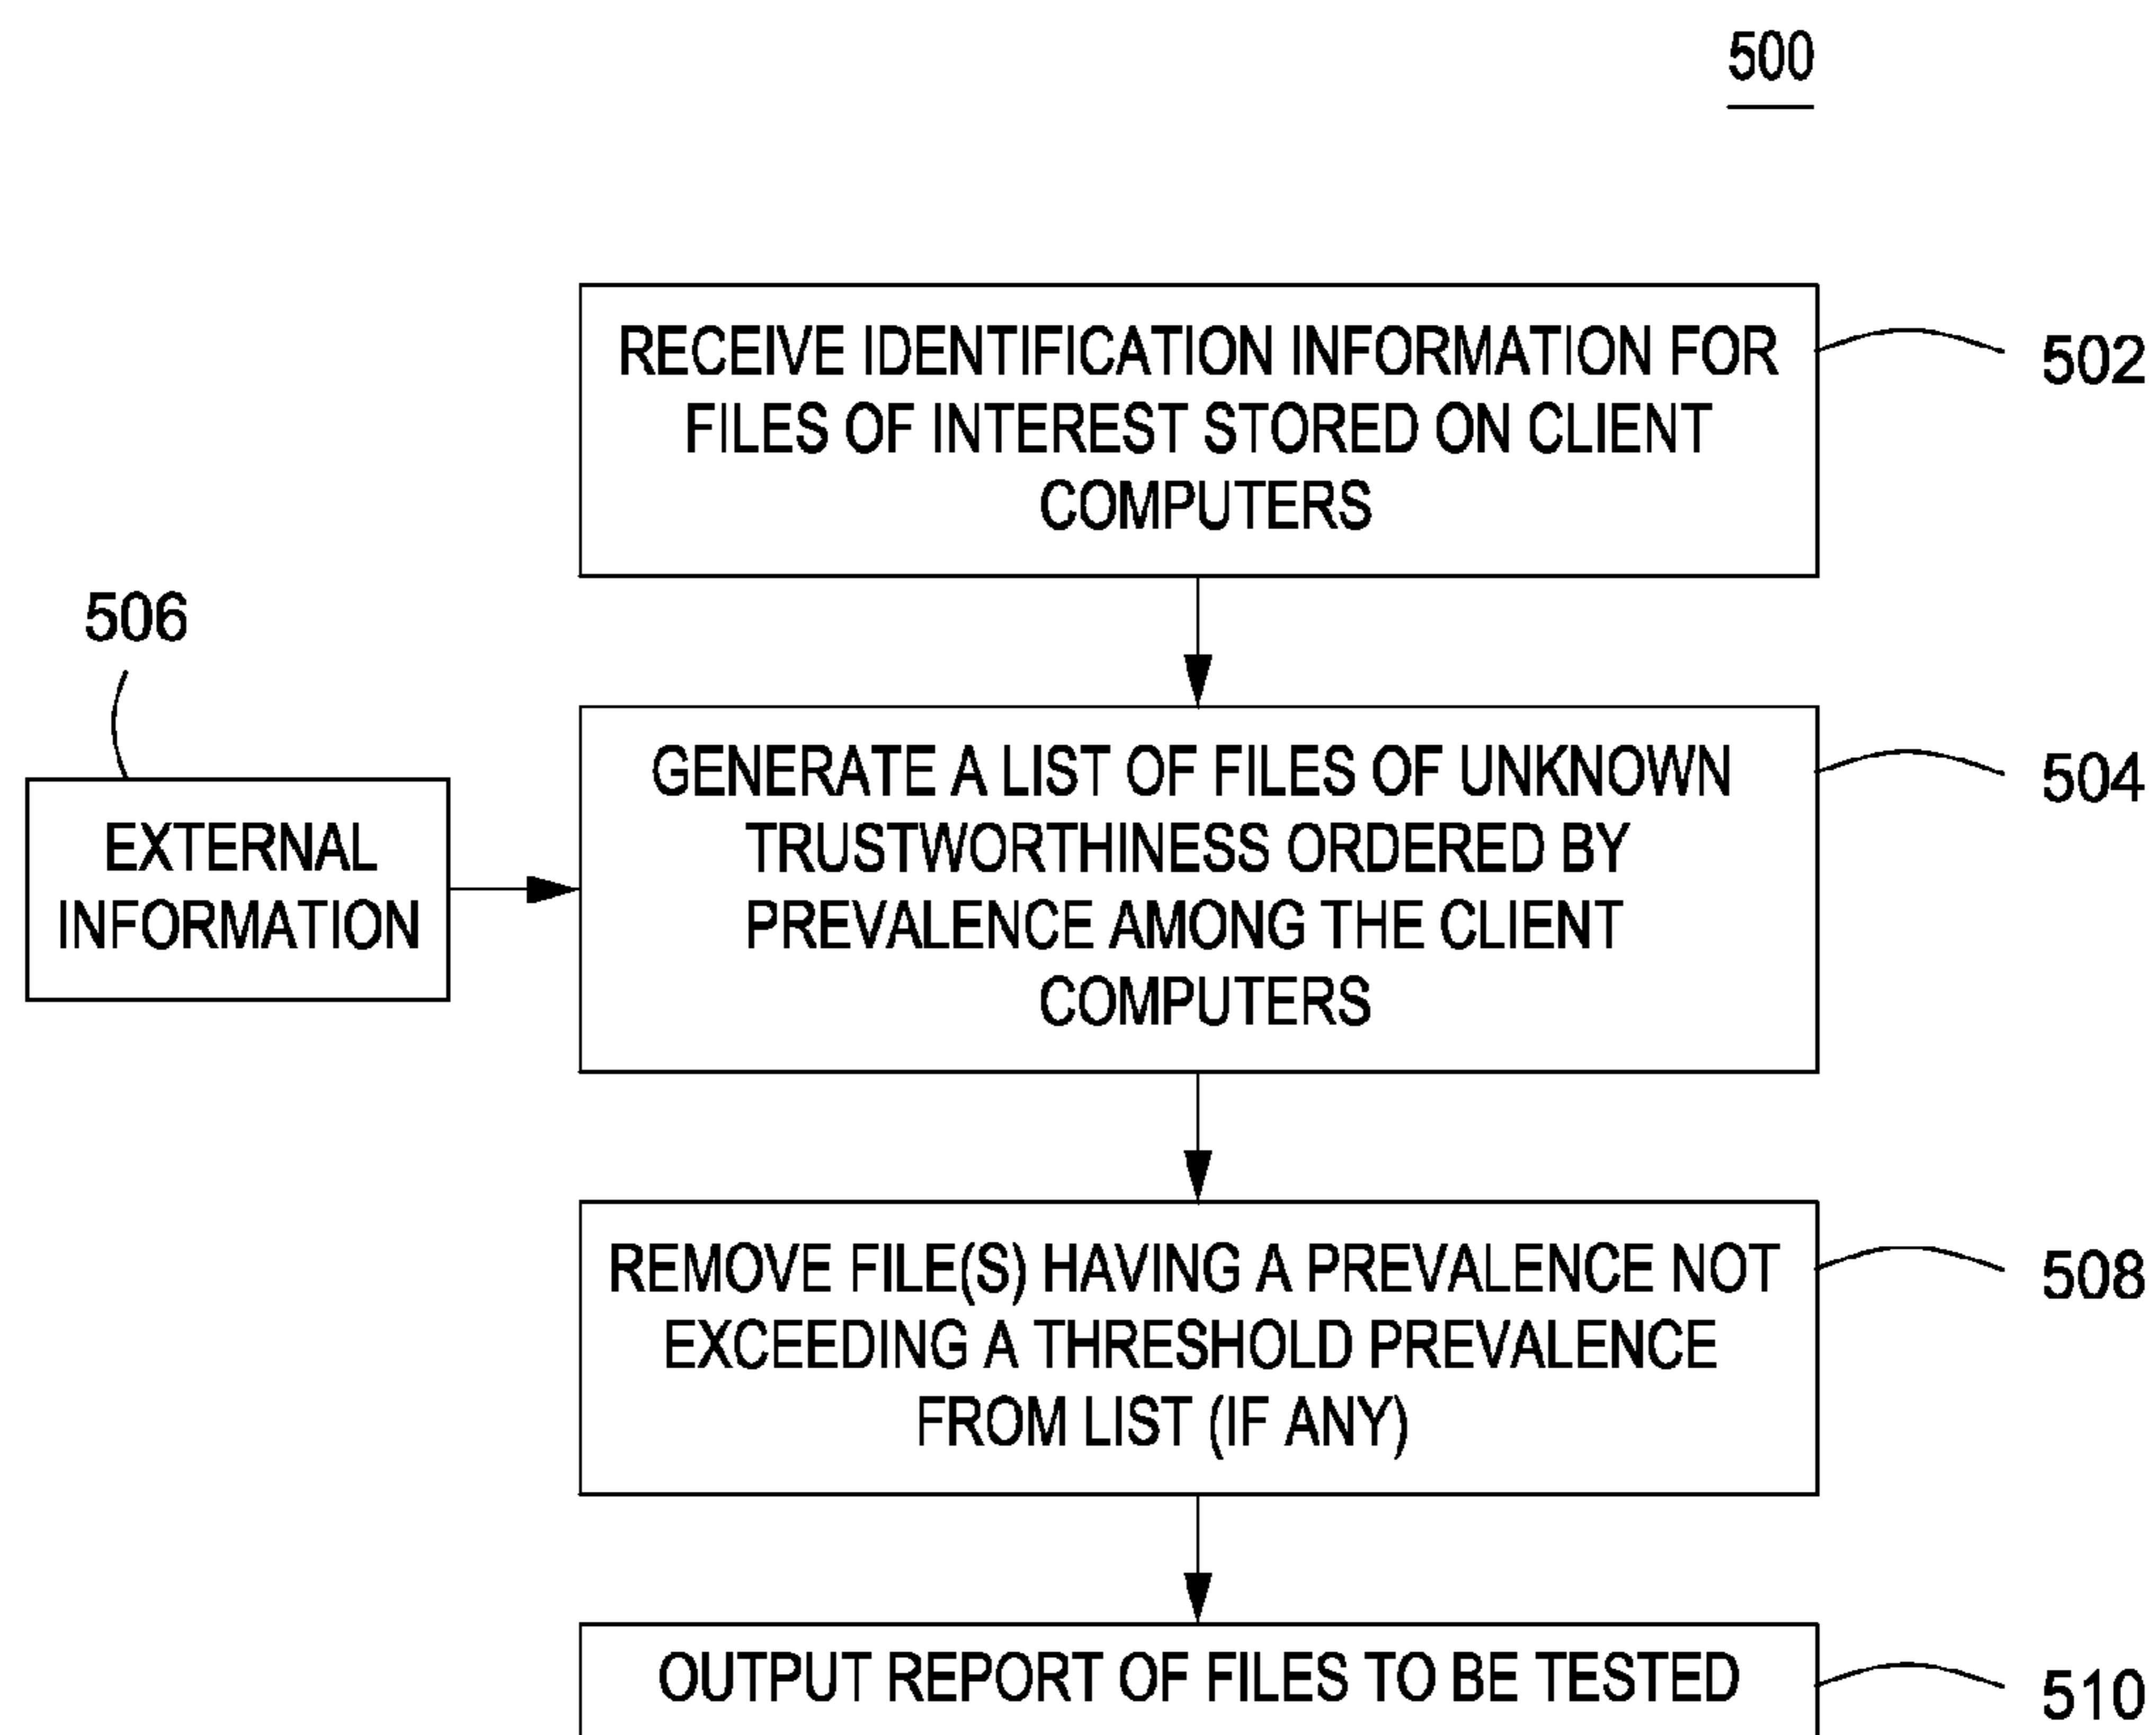 500
RECEIVE IDENTIFICATION INFORMATION FOR
FILES OF INTEREST STORED ON CLIENT
COMPUTERS
502
506
EXTERNAL
INFORMATION
GENERATE A LIST OF FILES OF UNKNOWN
TRUSTWORTHINESS ORDERED BY
PREVALENCE AMONG THE CLIENT
COMPUTERS
504
REMOVE FILE(S) HAVING A PREVALENCE NOT
EXCEEDING A THRESHOLD PREVALENCE
FROM LIST (IF ANY)
508
OUTPUT REPORT OF FILES TO BE TESTED
510